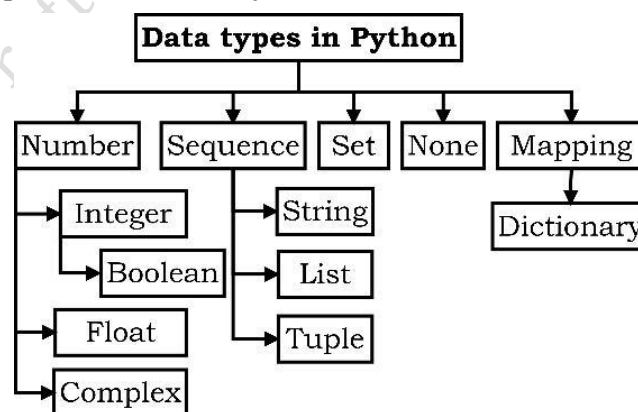 Data types in Python
Number Sequence Set None Mapping
Integer String Dictionary
Boolean List
Float Tuple
Complex